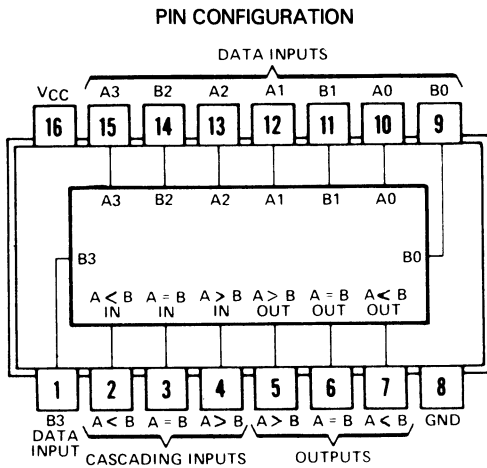 PIN CONFIGURATION
DATA INPUTS
VCC A3 B2 A2 A1 B1 A0 B0
16 15 14 13 12 11 10 9
A3 B2 A2 A1 B1 A0
B3 B0
A < B A = B A > B A > B A = B A < B
IN IN IN OUT OUT OUT
1 2 3 4 5 6 7 8
B3 A < B A = B A > B A > B A = B A < B GND
DATA
INPUT CASCADING INPUTS OUTPUTS